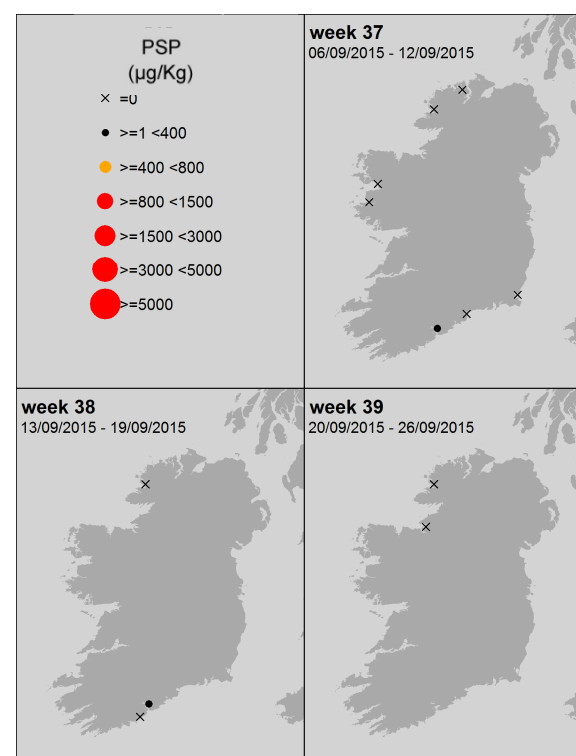 PSP
(µg/Kg)
=0
>=1 <400
>=400 <800
>=800 <1500
>=1500 <3000
>=3000 <5000
>=5000
week 37
06/09/2015 - 12/09/2015
week 38
13/09/2015 - 19/09/2015
week 39
20/09/2015 - 26/09/2015